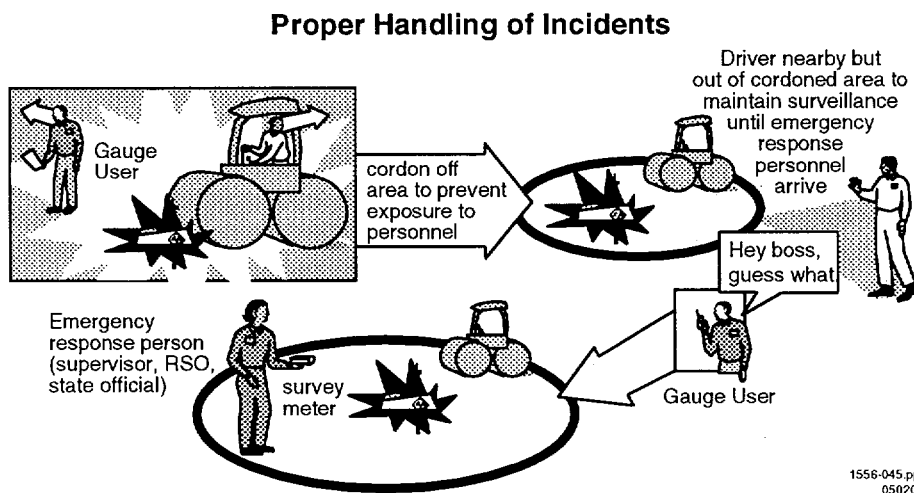 Proper Handling of Incidents
Gauge
User
cordon off
area to prevent
exposure to
personnel
Driver nearby but
out of cordoned area to
maintain surveillance
until emergency
response
personnel
arrive
Hey boss,
guess what
Gauge User
Emergency
response person
(supervisor, RSO,
state official)
survey
meter
1556-045.p
05020